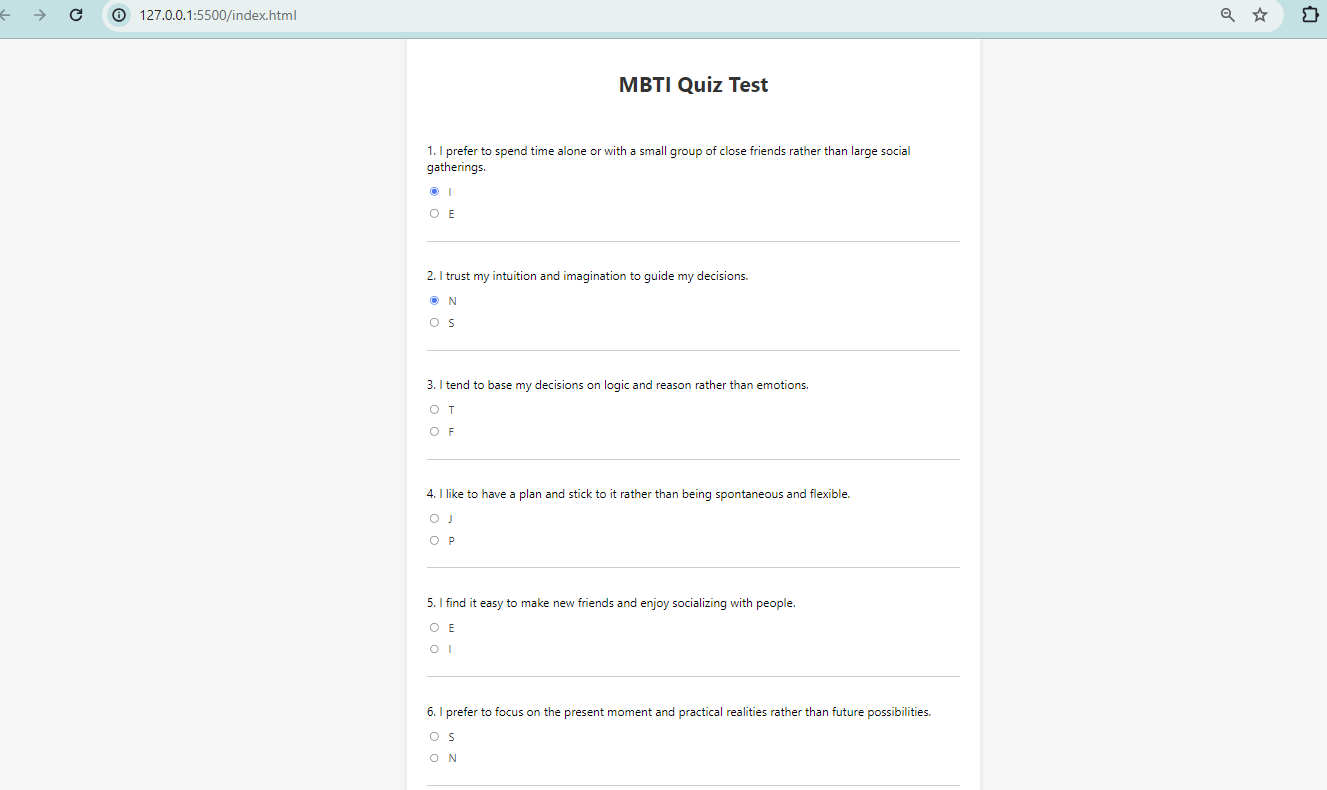 127.0.0.1:5500/index.html
MBTI Quiz Test
1. I prefer to spend time alone or with a small group of close friends rather than large social
gatherings.
I
E
2. I trust my intuition and imagination to guide my decisions.
N
S
3. I tend to base my decisions on logic and reason rather than emotions.
T
F
4. I like to have a plan and stick to it rather than being spontaneous and flexible.
J
P
5. I find it easy to make new friends and enjoy socializing with people.
E
I
6. I prefer to focus on the present moment and practical realities rather than future possibilities.
S
N